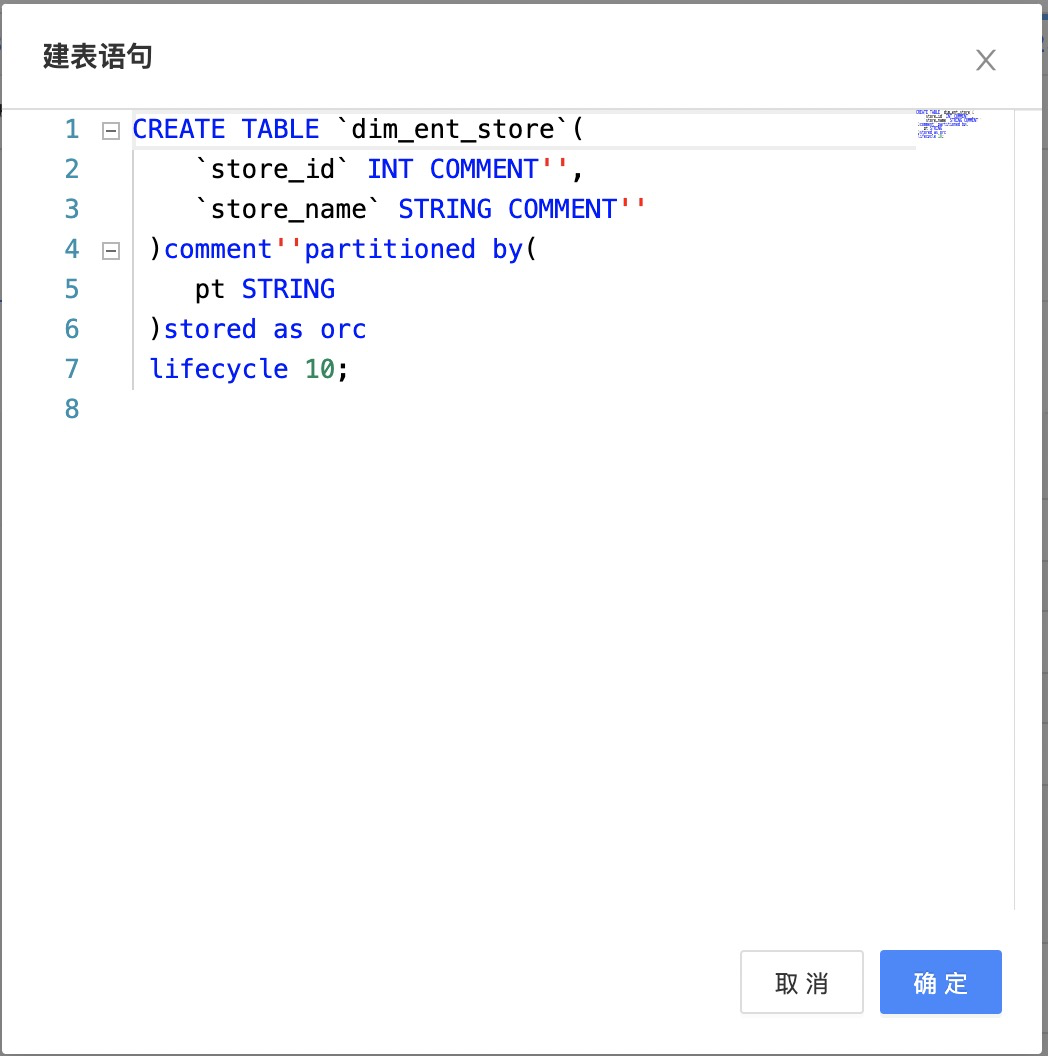 建表语句
1 CREATE TABLE `dim_ent_store`(
2 `store_id` INT COMMENT'',
3 `store_name` STRING COMMENT''
4 )comment''partitioned by(
5 pt STRING
6 )stored as orc
7 lifecycle 10;
8
取 消 确 定